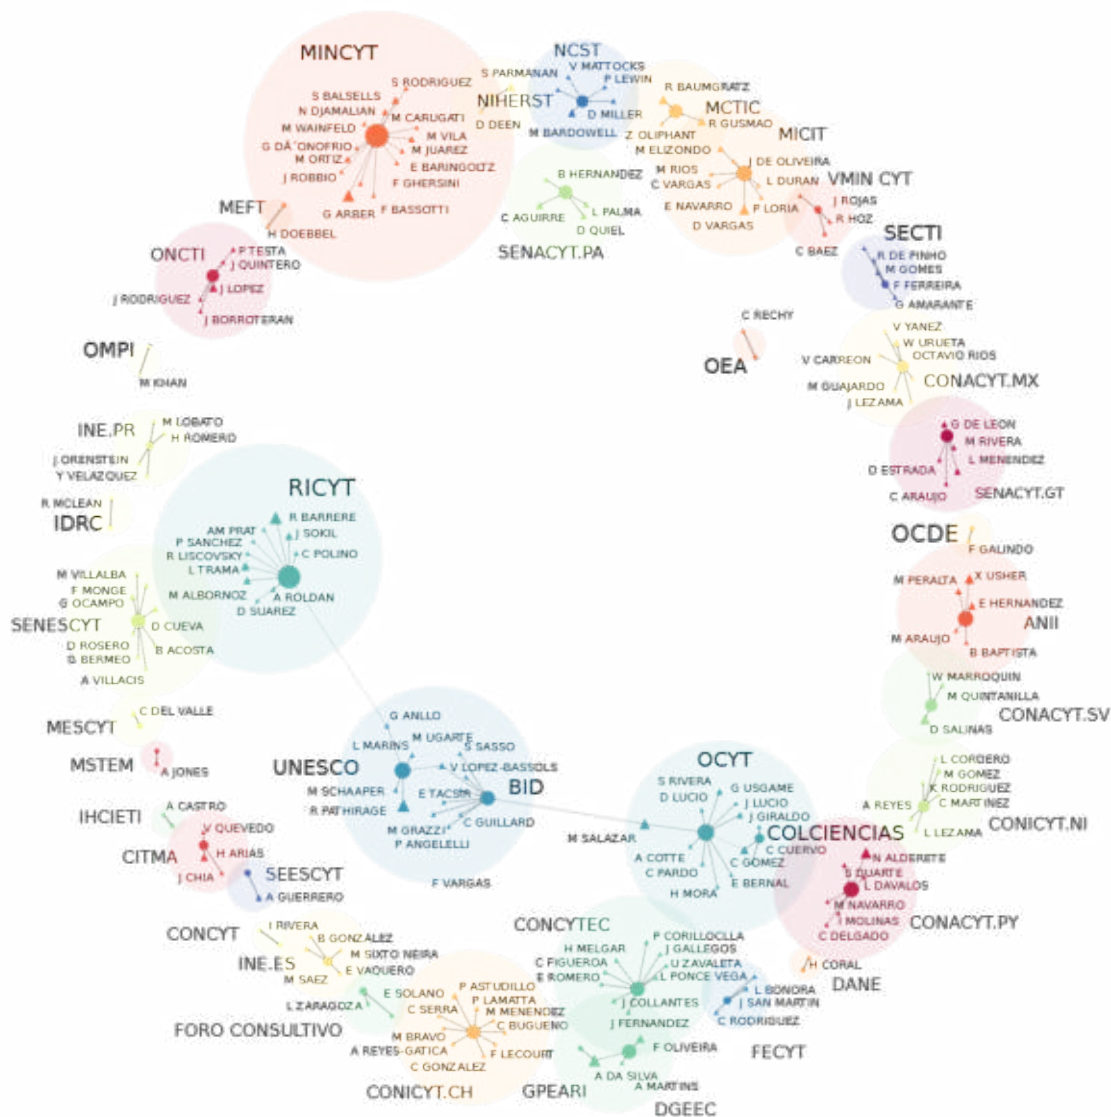 MINCYT
S RODRIGUEZ
S BALSELLS
N DJAMALIAN
M CARUGATI
M WAINFELD
M VILA
G DÁ´ONOFRIO
M JUAREZ
M ORTIZ
E BARINGOLTZ
J ROBBIO
F GHERSINI
G ARBER
F BASSOTTI
NCST
V MATTOCKS
P LEWIN
D MILLER
M BARDOWELL
S PARMANAN
NIHERST
D DEEN
R BAUMGRATZ
MCTIC
R GUSMAO
Z OLIPHANT
MICIT
M ELIZONDO
J DE OLIVEIRA
M RIOS
L DURAN
C VARGAS
E NAVARRO
P LORIA
D VARGAS
B HERNANDEZ
C AGUIRRE
L PALMA
D QUIEL
SENACYT.PA
VMIN CYT
J ROJAS
R HOZ
C BAEZ
MEFT
H DOEBBEL
ONCTI
P TESTA
J QUINTERO
J LOPEZ
J RODRIGUEZ
J BORROTERAN
SECTI
R DE PINHO
M GOMES
F FERREIRA
G AMARANTE
OMPI
M KHAN
C RECHY
OEA
V YANEZ
W URUETA
OCTAVIO RIOS
V CARREON
CONACYT.MX
M GUAJARDO
J LEZAMA
INE.PR
M LOBATO
H ROMERO
J.ORENSTEIN
Y VELAZQUEZ
G DE LEON
M RIVERA
L MENENDEZ
D ESTRADA
C ARAUJO
SENACYT.GT
R MCLEAN
IDRC
RICYT
R BARRERE
AM PRAT
J SOKIL
P SANCHEZ
R LISCOVSKY
C POLINO
L TRAMA
M ALBORNOZ
A ROLDAN
D SUAREZ
OCDE
F GALINDO
M VILLALBA
F MONGE
G OCAMPO
SENESCYT
D CUEVA
D ROSERO
B ACOSTA
G BERMEO
A VILLACIS
M PERALTA
X USHER
E HERNANDEZ
ANII
M ARAUJO
B BAPTISTA
W MARROQUIN
M QUINTANILLA
CONACYT.SV
D SALINAS
MESCYT
C DEL VALLE
MSTEM
A JONES
G ANLLO
M UGARTE
L MARINS
S SASSO
UNESCO
V LOPEZ-BASSOLS
BID
M SCHAAPER
E TACSIR
R PATHIRAGE
C GUILLARD
M GRAZZI
P ANGELELLI
F VARGAS
OCYT
S RIVERA
G USGAME
D LUCIO
J LUCIO
J GIRALDO
M SALAZAR
COLCIENCIAS
C CUERVO
A COTTE
C GOMEZ
C PARDO
E BERNAL
H MORA
L CORDERO
M GOMEZ
K RODRIGUEZ
C MARTINEZ
A REYES
L LEZAMA
CONICYT.NI
IHCIETI
A CASTRO
V QUEVEDO
CITMA
H ARIAS
J CHIA
SEESCYT
A GUERRERO
N ALDERETE
S DUARTE
L DAVALOS
M NAVARRO
I MOLINAS
CONACYT.PY
C DELGADO
CONCYT
I RIVERA
B GONZALEZ
M SIXTO NEIRA
INE.ES
E VAQUERO
M SAEZ
CONCYTEC
P CORILLOCLLA
H MELGAR
J GALLEGOS
C FIGUEROA
U ZAVALETA
E ROMERO
L PONCE VEGA
J COLLANTES
J FERNANDEZ
H CORAL
DANE
L BONORA
J SAN MARTIN
C RODRIGUEZ
FECYT
L ZARAGOZA
FORO CONSULTIVO
E SOLANO
P ASTUDILLO
P LAMATTA
C SERRA
M MENENDEZ
C BUGUENO
M BRAVO
A REYES-GATICA
F LECOURT
C GONZALEZ
CONICYT.CH
F OLIVEIRA
A DA SILVA
A MARTINS
GPEARI
DGEEC